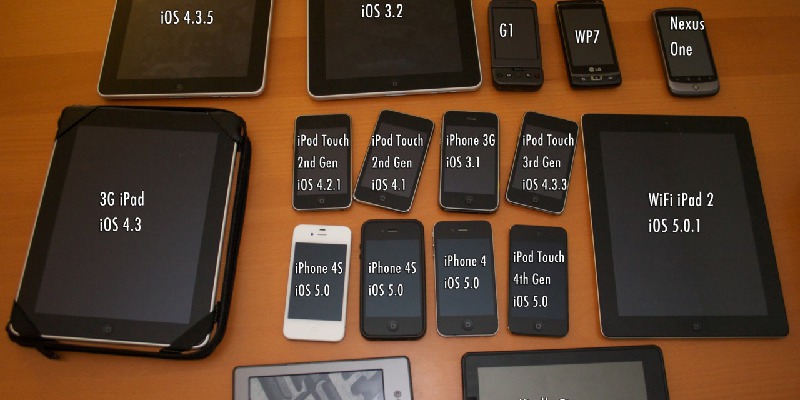 iOS 4.3.5
iOS 3.2
G1
WP7
Nexus
One
LG
iPod Touch
2nd Gen
iOS 4.2.1
iPod Touch
2nd Gen
iOS 4.1
iPhone 3G
iOS 3.1
iPod Touch
3rd Gen
iOS 4.3.3
3G iPad
iOS 4.3
WiFi iPad 2
iOS 5.0.1
iPhone 4S
iOS 5.0
iPhone 4S
iOS 5.0
iPhone 4
iOS 5.0
iPod Touch
4th Gen
iOS 5.0